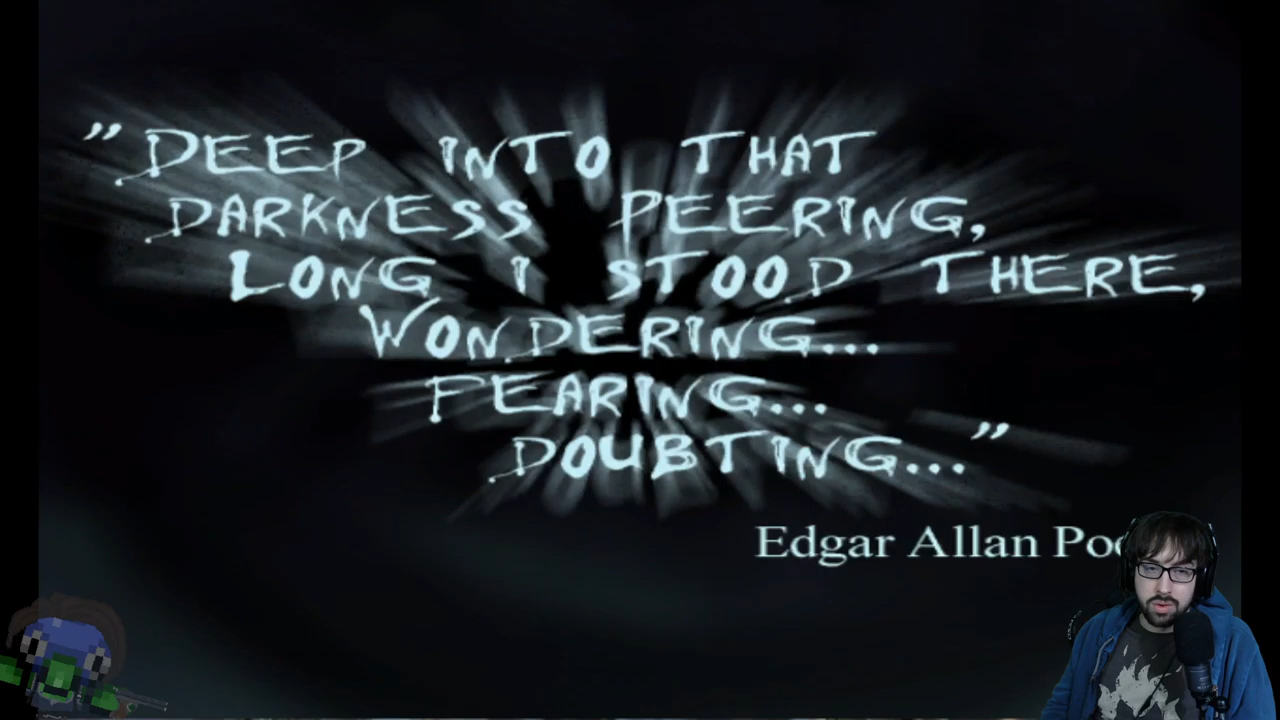 "DEEP INTO THAT
DARKNESS PEERING,
LONG I STOOD THERE,
WONDERING...
FEARING...
DOUBTING..."
Edgar Allan Poe